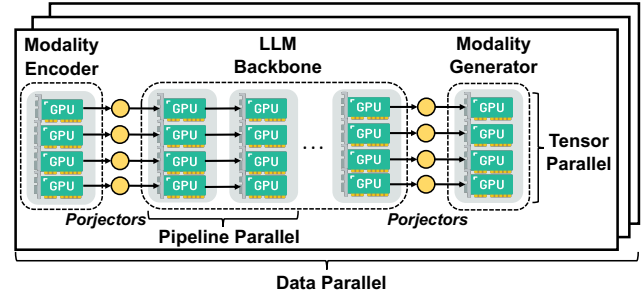 Modality
Encoder
LLM
Backbone
Modality
Generator
GPU GPU GPU GPU GPU
GPU GPU GPU GPU GPU
GPU GPU GPU GPU GPU
GPU GPU GPU GPU GPU
...
Tensor
Parallel
Porjectors
Porjectors
Pipeline Parallel
Data Parallel